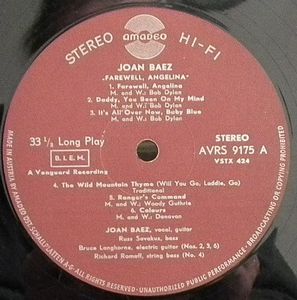 STEREO
AMADEO
HI-FI
JOAN BAEZ
„FAREWELL, ANGELINA"
1. Farewell, Angelina
M. and W.: Bob Dylan
2. Daddy, You Been On My Mind
M. and W.: Bob Dylan
3. It's All Over Now, Baby Blue
M. and W.: Bob Dylan
33 1/3 Long Play
B.I.E.M.
A Vanguard Recording
STEREO
AVRS 9175 A
VSTX 424
4. The Wild Mountain Thyme (Will You Go, Laddie, Go)
Traditional
5. Ranger's Command
M. and W.: Woody Guthrie
6. Colours
M. and W.: Donovan
JOAN BAEZ, vocal, guitar
Russ Savakus, bass
Bruce Langhorne, electric guitar (Nos. 2, 3, 6)
Richard Romoff, string bass (No. 4)
MADE IN AUSTRIA BY AMADEO ÖST. SCHALLPLATTEN A.G.
ALL RIGHTS RESERVED.
UNAUTHORIZED PUBLIC PERFORMANCE,
BROADCASTING
COPYING
PROHIBITED!